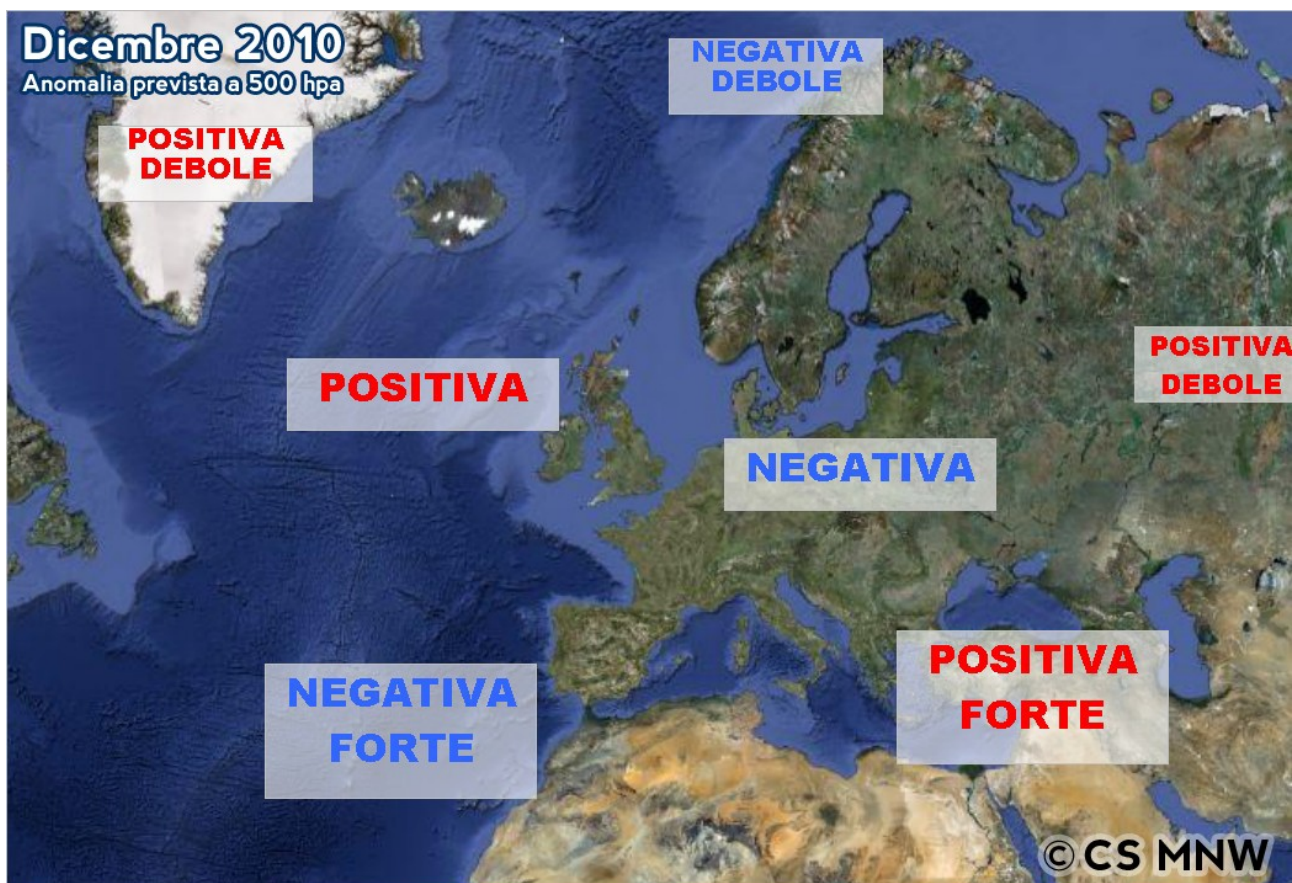 Dicembre 2010
Anomalia prevista a 500 hpa
NEGATIVA
DEBOLE
POSITIVA
DEBOLE
POSITIVA
DEBOLE
POSITIVA
NEGATIVA
POSITIVA
FORTE
NEGATIVA
FORTE
© CS MNW